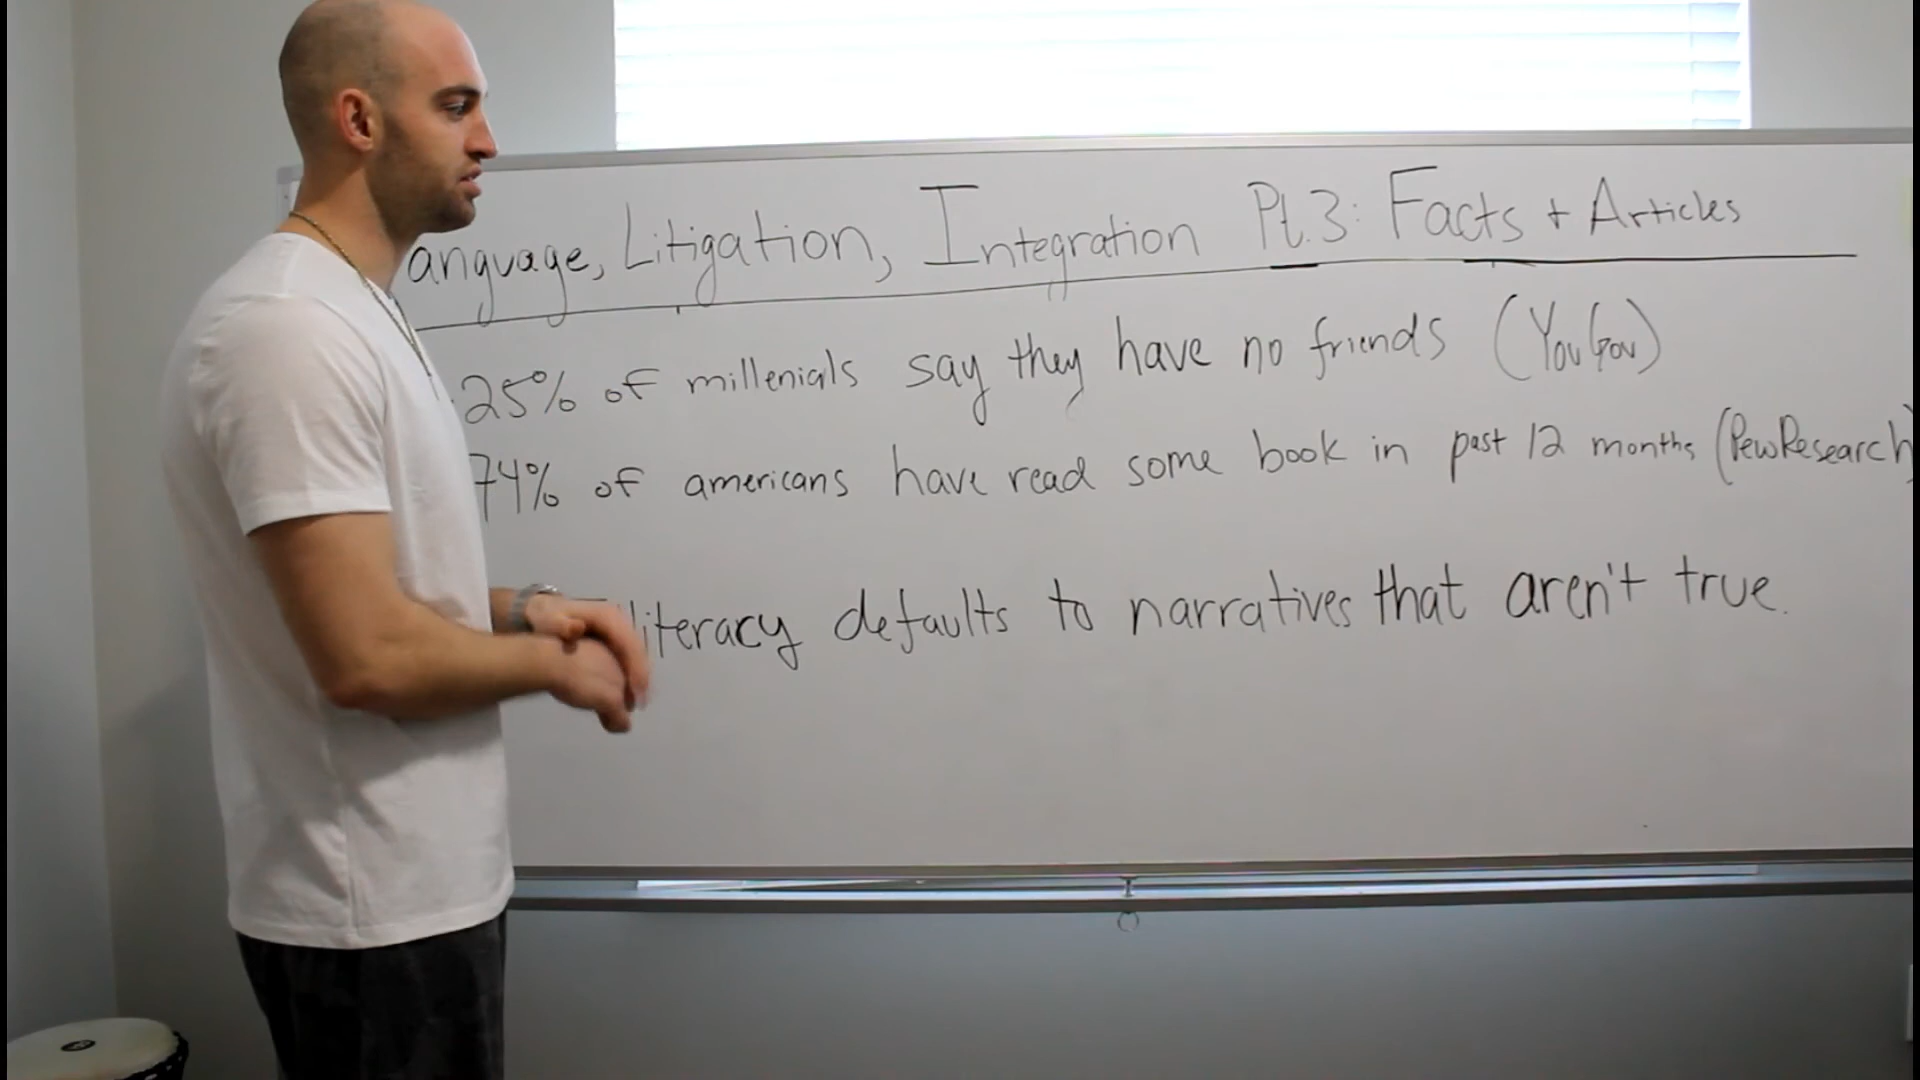 anguage, Litigation, Integration Pt.3: Facts + Articles
25% of millenials say they have no friends (YouGov)
74% of americans have read some book in past 12 months (PewResearch)
literacy defaults to narratives that aren't true.